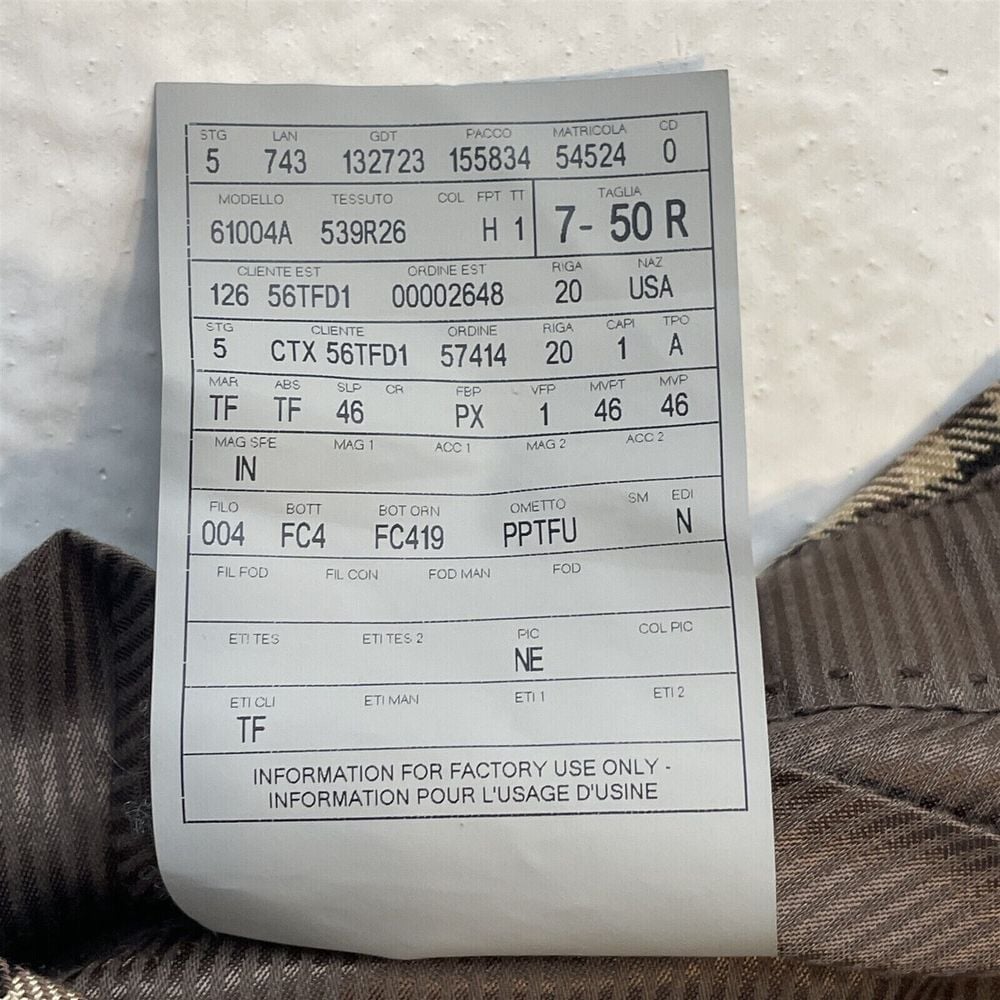 STG LAN GDT PACCO MATRICOLA CD
5 743 132723 155834 54524 0
MODELLO TESSUTO COL FPT TT TAGLIA
61004A 539R26 H 1 7- 50 R
CLIENTE EST ORDINE EST RIGA NAZ
126 56TFD1 00002648 20 USA
STG CLIENTE ORDINE RIGA CAPI TPO
5 CTX 56TFD1 57414 20 1 A
MAR ABS SLP CR FBP VFP MVPT MVP
TF TF 46 PX 1 46 46
MAG SPE MAG 1 ACC 1 MAG 2 ACC 2
IN
FILO BOTT BOT ORN OMETTO SM EDI
004 FC4 FC419 PPTFU N
FIL FOD FIL CON FOD MAN FOD
ETI TES ETI TES 2 PIC COL PIC
NE
ETI CLI ETI MAN ETI 1 ETI 2
TF
INFORMATION FOR FACTORY USE ONLY -
INFORMATION POUR L'USAGE D'USINE